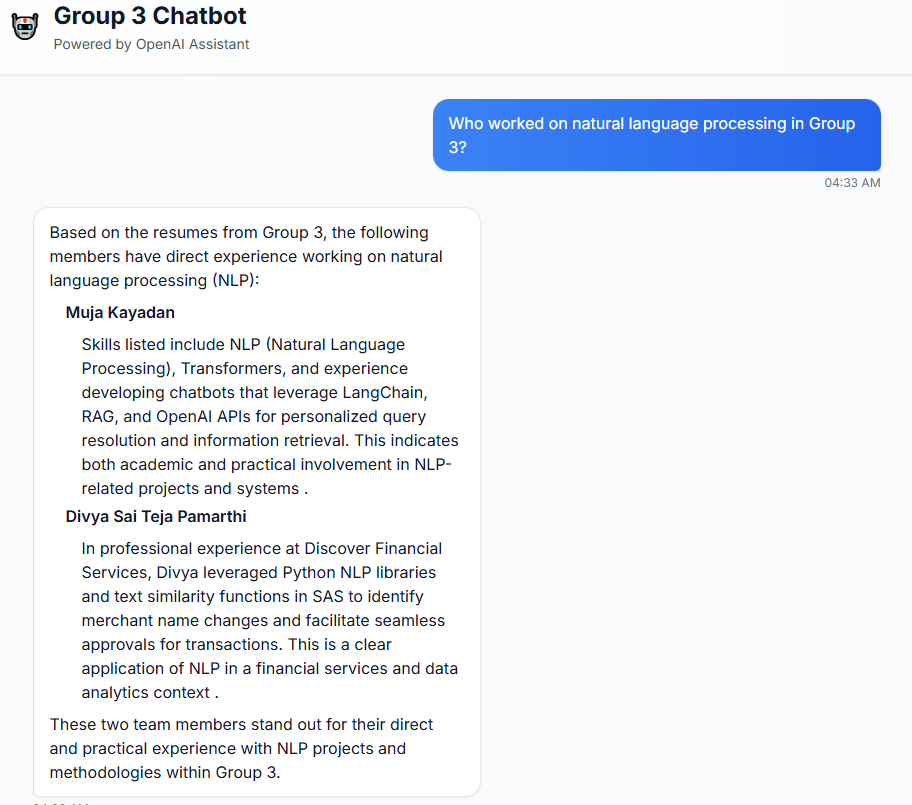 Group 3 Chatbot
Powered by OpenAI Assistant
Who worked on natural language processing in Group
3?
04:33 AM
Based on the resumes from Group 3, the following
members have direct experience working on natural
language processing (NLP):
Muja Kayadan
Skills listed include NLP (Natural Language
Processing), Transformers, and experience
developing chatbots that leverage LangChain,
RAG, and OpenAI APIs for personalized query
resolution and information retrieval. This indicates
both academic and practical involvement in NLP-
related projects and systems .
Divya Sai Teja Pamarthi
In professional experience at Discover Financial
Services, Divya leveraged Python NLP libraries
and text similarity functions in SAS to identify
merchant name changes and facilitate seamless
approvals for transactions. This is a clear
application of NLP in a financial services and data
analytics context .
These two team members stand out for their direct
and practical experience with NLP projects and
methodologies within Group 3.